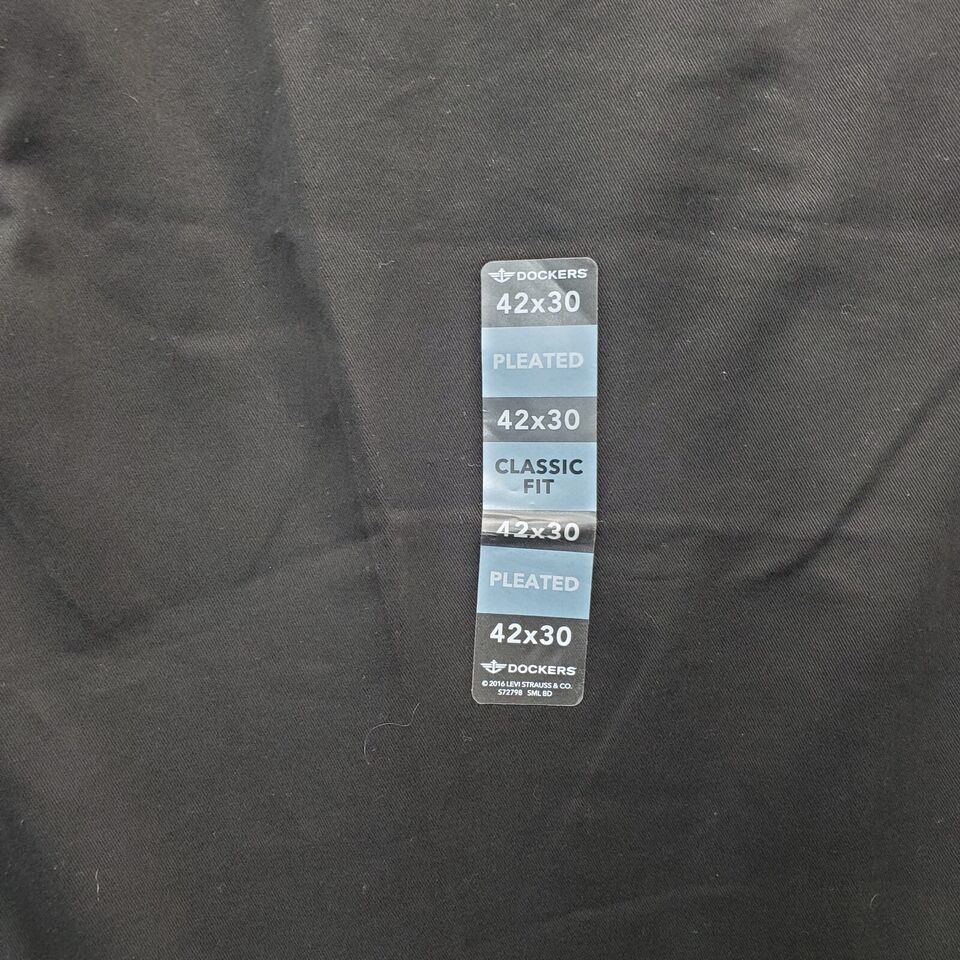 DOCKERS
42x30
PLEATED
42x30
CLASSIC
FIT
42x30
PLEATED
42x30
DOCKERS
© 2016 LEVI STRAUSS & CO.
S72798 SML BD